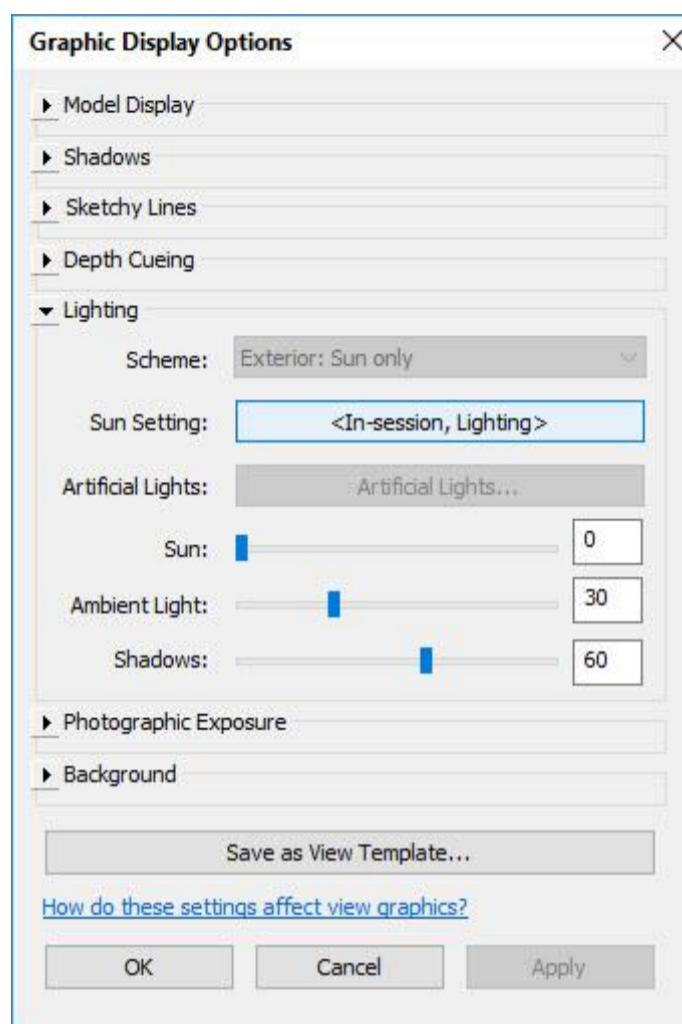 Graphic Display Options
Model Display
Shadows
Sketchy Lines
Depth Cueing
Lighting
Scheme: Exterior: Sun only
Sun Setting: <In-session, Lighting>
Artificial Lights: Artificial Lights...
Sun: 0
Ambient Light: 30
Shadows: 60
Photographic Exposure
Background
Save as View Template...
How do these settings affect view graphics?
OK Cancel Apply